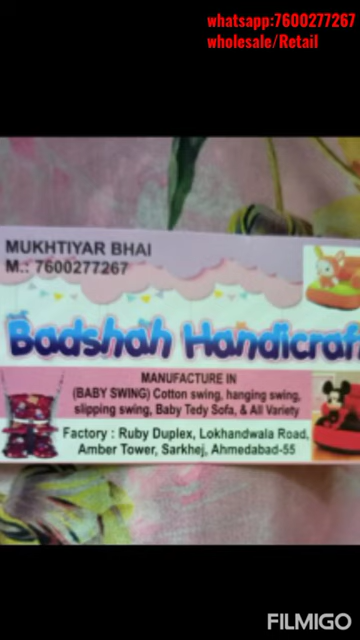 whatsapp:7600277267
wholesale/Retail
MUKHTIYAR BHAI
M.: 7600277267
Badshah Handicraf
MANUFACTURE IN
(BABY SWING) Cotton swing, hanging swing,
slipping swing, Baby Tedy Sofa, & All Variety
Factory : Ruby Duplex, Lokhandwala Road,
Amber Tower, Sarkhej, Ahmedabad-55
FILMIGO